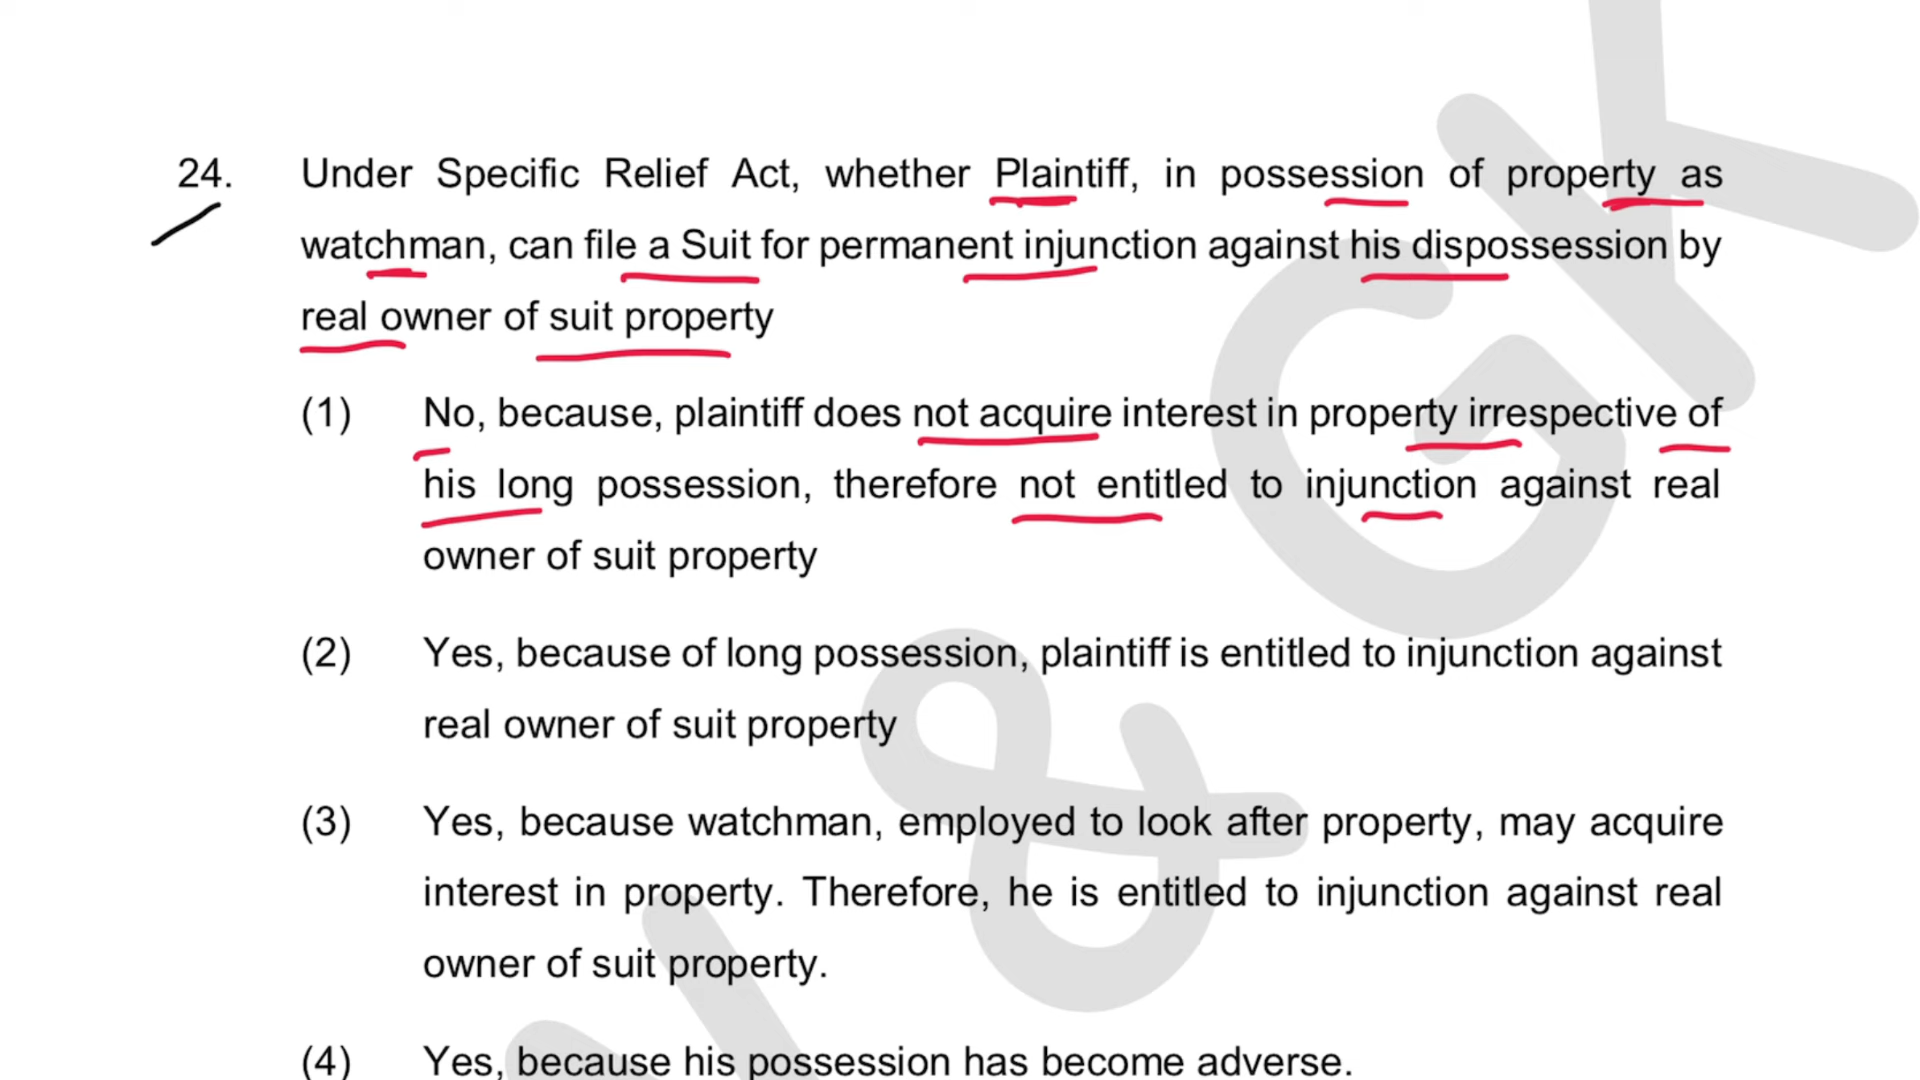 24. Under Specific Relief Act, whether Plaintiff, in possession of property as
watchman, can file a Suit for permanent injunction against his dispossession by
real owner of suit property
(1) No, because, plaintiff does not acquire interest in property irrespective of
his long possession, therefore not entitled to injunction against real
owner of suit property
(2) Yes, because of long possession, plaintiff is entitled to injunction against
real owner of suit property
(3) Yes, because watchman, employed to look after property, may acquire
interest in property. Therefore, he is entitled to injunction against real
owner of suit property.
(4) Yes, because his possession has become adverse.
& GK